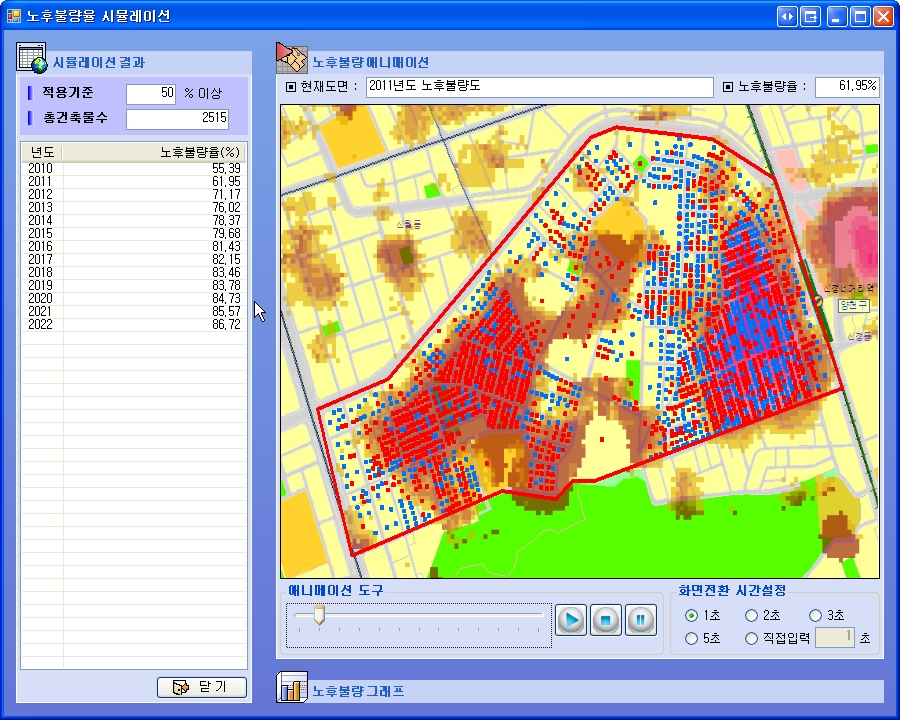 노후불량율 시뮬레이션
시뮬레이션 결과
적용기준 50 % 이상
총건축물수 2515
년도 노후불량율(%)
2010 55,39
2011 61,95
2012 71,17
2013 76,02
2014 78,37
2015 79,68
2016 81,43
2017 82,15
2018 83,46
2019 83,78
2020 84,73
2021 85,57
2022 86,72
닫 기
노후불량 애니메이션
현재도면 : 2011년도 노후불량도 노후불량율 : 61,95%
신월동
신정네거리역
양천구
신정동
애니메이션 도구
화면전환 시간설정
1초 2초 3초
5초 직접입력 1 초
노후불량 그래프